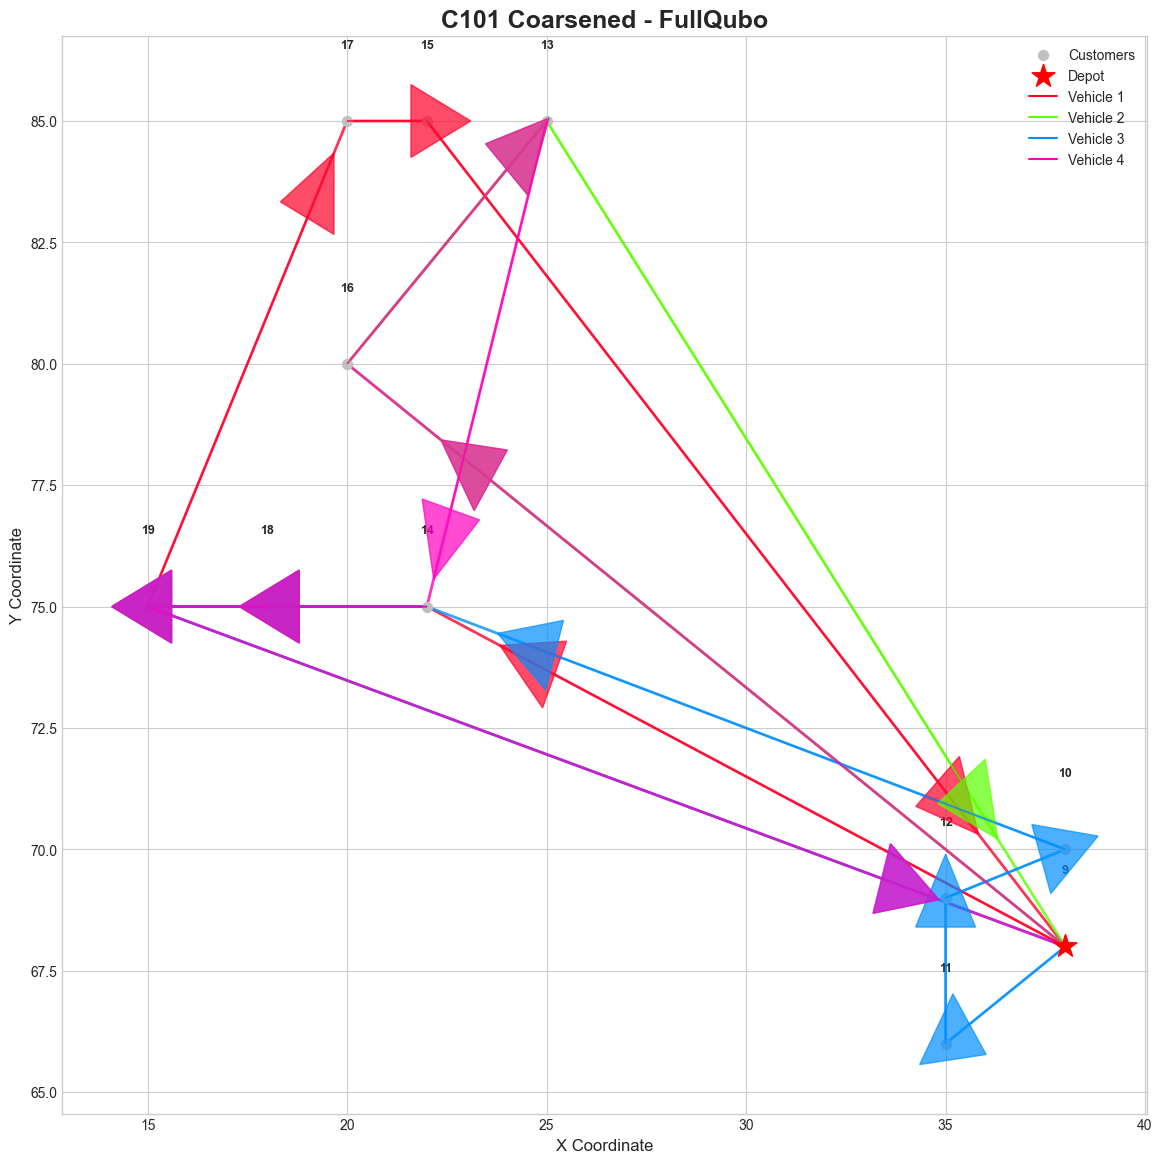 C101 Coarsened - FullQubo
17 15 13
Customers
Depot
Vehicle 1
Vehicle 2
Vehicle 3
Vehicle 4
85.0
82.5
16
80.0
77.5
19 18 14
75.0
72.5
10
12
70.0
9
11
67.5
65.0
15 20 25 30 35 40
X Coordinate
Y Coordinate